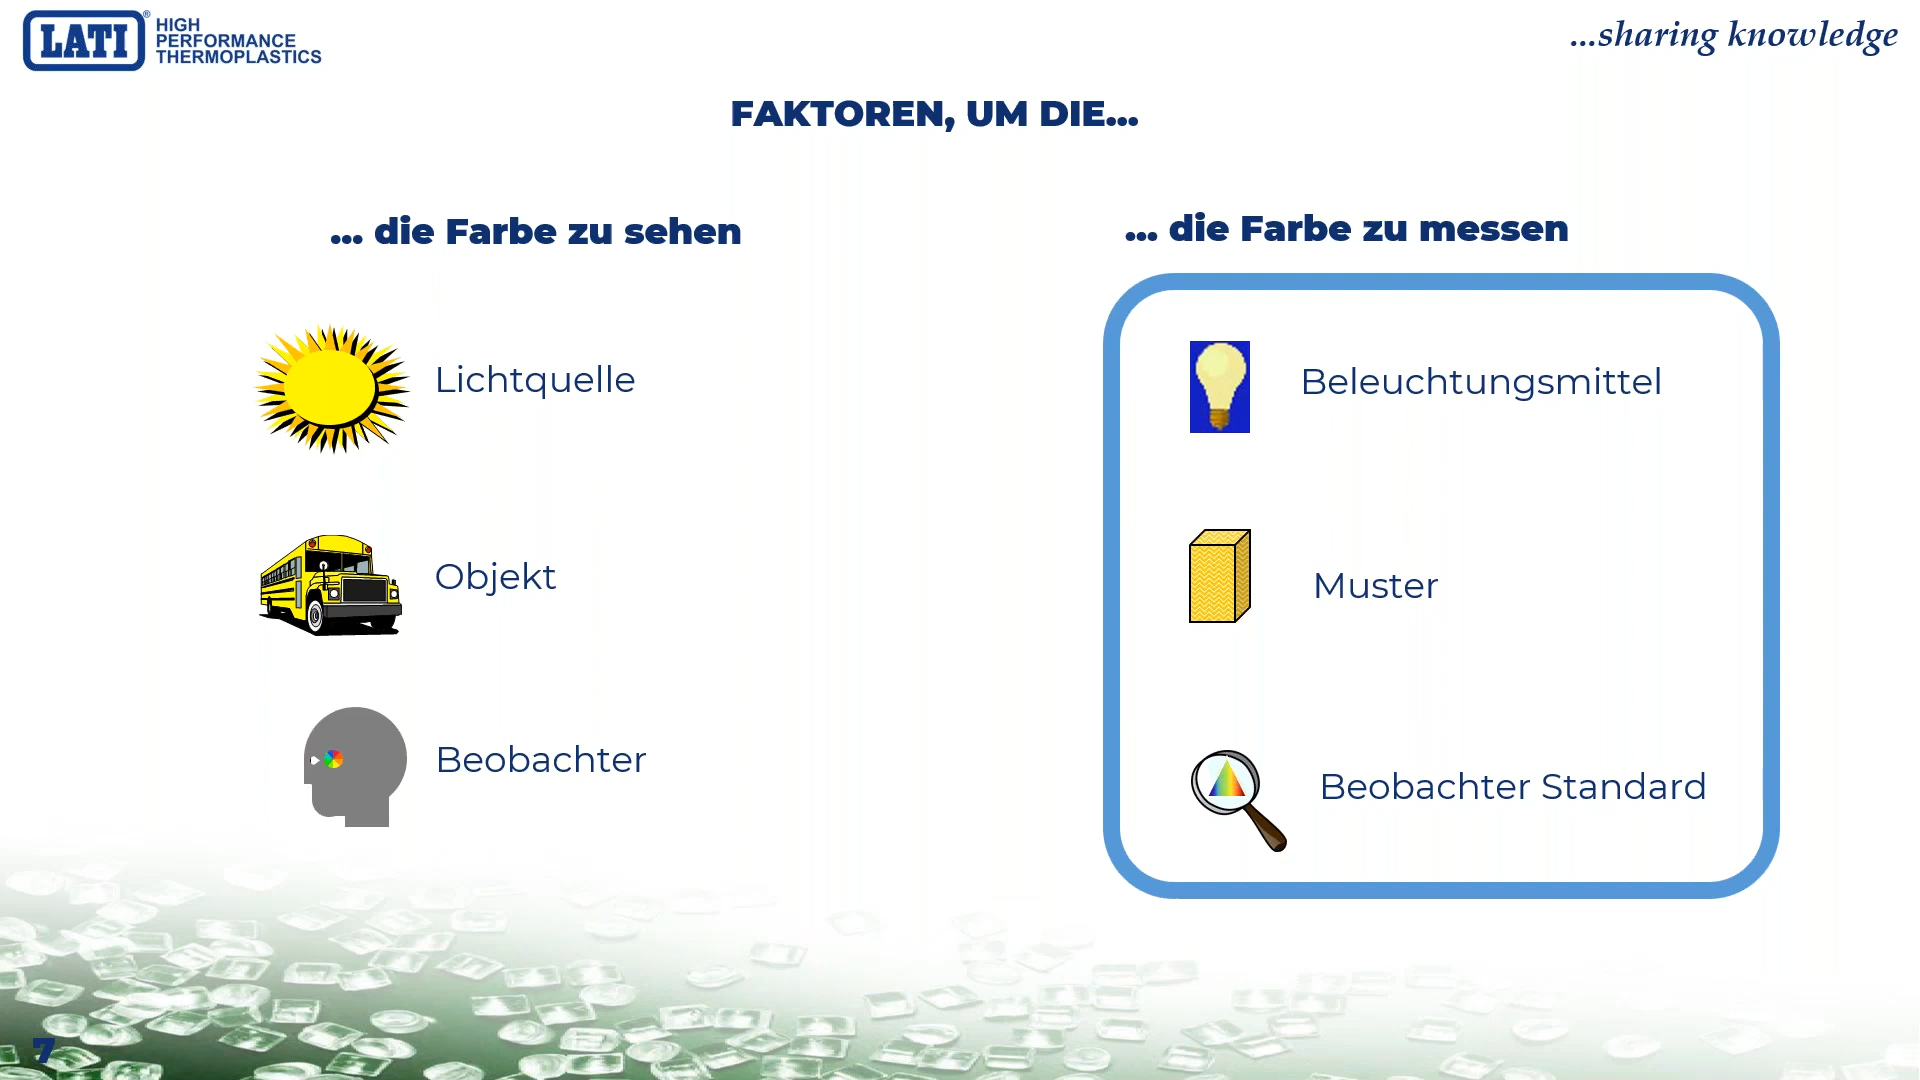 LATI®
HIGH
PERFORMANCE
THERMOPLASTICS
...sharing knowledge
FAKTOREN, UM DIE...
... die Farbe zu sehen
Lichtquelle
Objekt
Beobachter
... die Farbe zu messen
Beleuchtungsmittel
Muster
Beobachter Standard
7